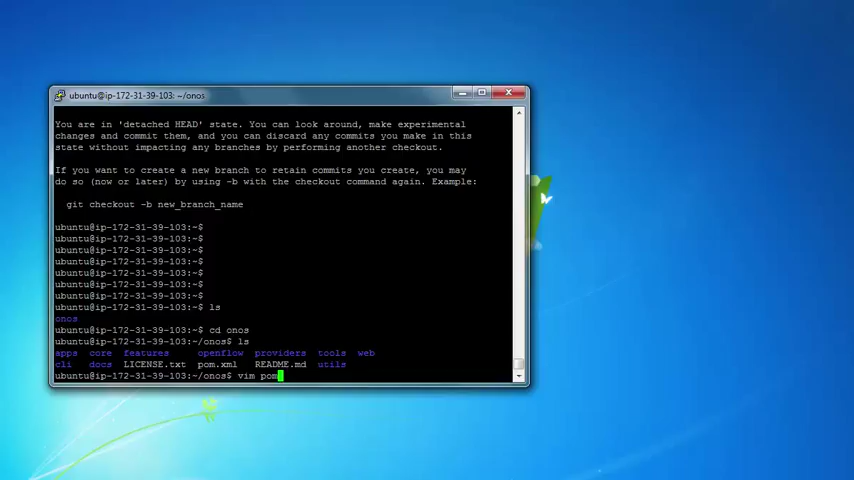 ubuntu@ip-172-31-39-103: ~/onos
You are in 'detached HEAD' state. You can look around, make experimental
changes and commit them, and you can discard any commits you make in this
state without impacting any branches by performing another checkout.
If you want to create a new branch to retain commits you create, you may
do so (now or later) by using -b with the checkout command again. Example:
git checkout -b new_branch_name
ubuntu@ip-172-31-39-103:~$
ubuntu@ip-172-31-39-103:~$
ubuntu@ip-172-31-39-103:~$
ubuntu@ip-172-31-39-103:~$
ubuntu@ip-172-31-39-103:~$
ubuntu@ip-172-31-39-103:~$
ubuntu@ip-172-31-39-103:~$
ubuntu@ip-172-31-39-103:~$ ls
onos
ubuntu@ip-172-31-39-103:~$ cd onos
ubuntu@ip-172-31-39-103:~/onos$ ls
apps core features openflow providers tools web
cli docs LICENSE.txt pom.xml README.md utils
ubuntu@ip-172-31-39-103:~/onos$ vim pom